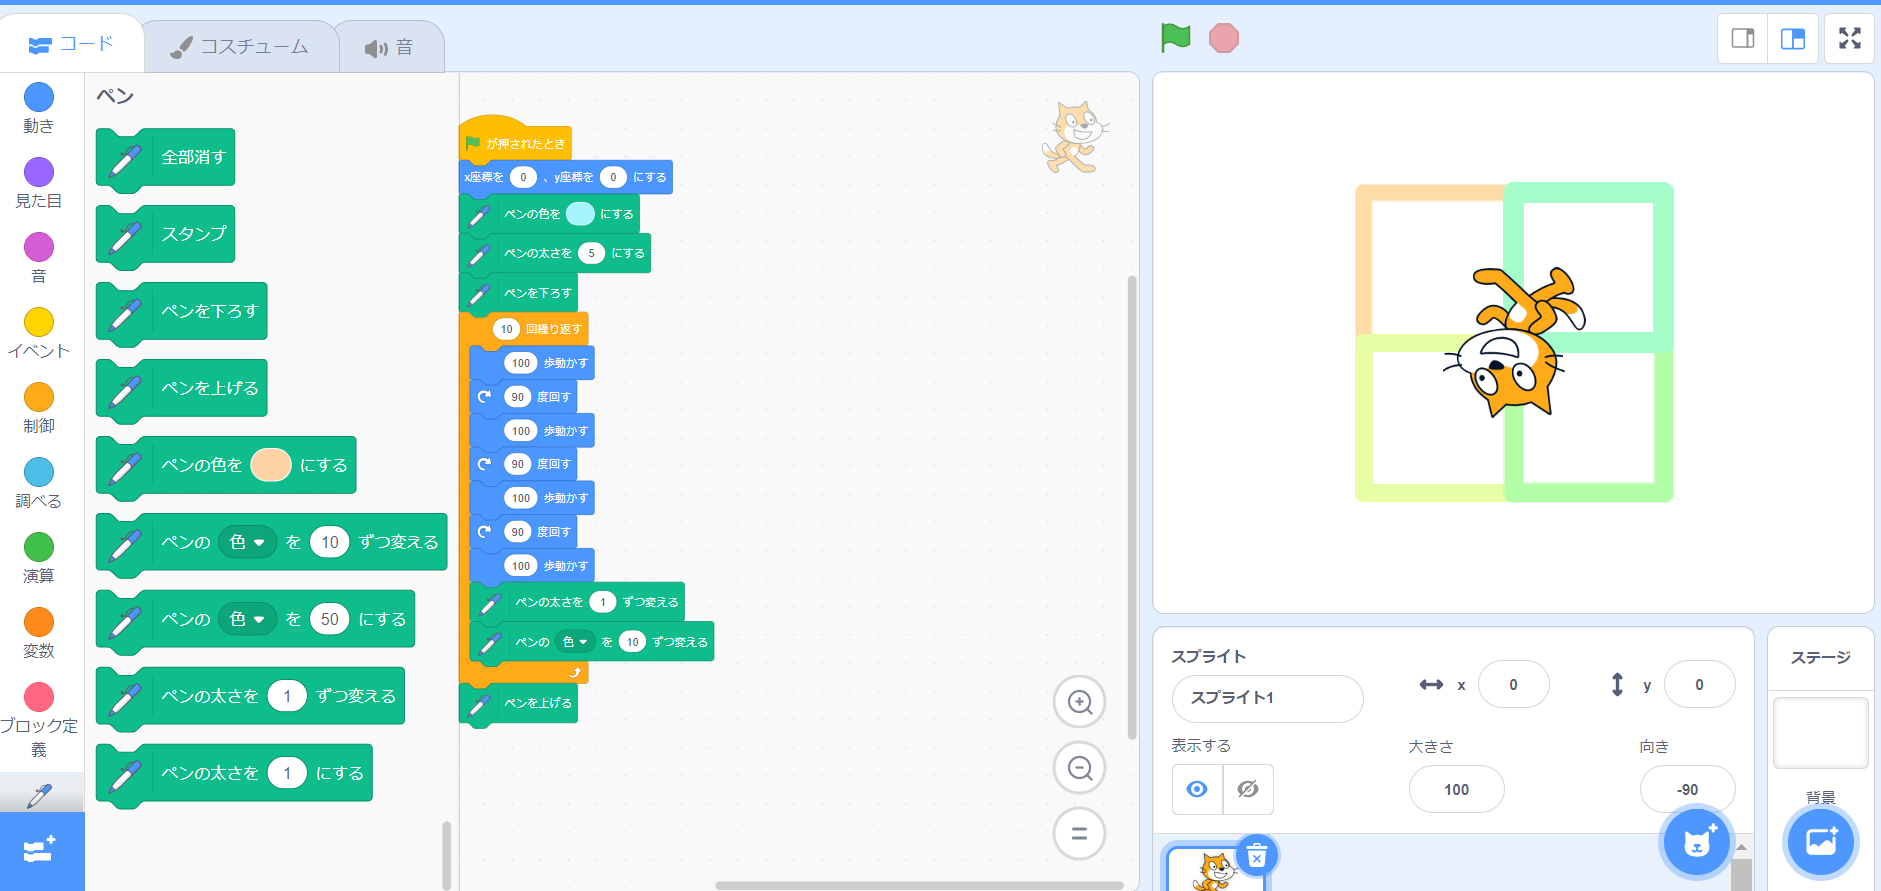 コード
コスチューム
音
動き
見た目
音
イベント
制御
調べる
演算
変数
ブロック定
義
ペン
全部消す
スタンプ
ペンを下ろす
ペンを上げる
ペンの色を にする
ペンの 色 を 10 ずつ変える
ペンの 色 を 50 にする
ペンの太さを 1 ずつ変える
ペンの太さを 1 にする
が押されたとき
x座標を 0 、y座標を 0 にする
ペンの色を にする
ペンの太さを 5 にする
ペンを下ろす
10 回繰り返す
100 歩動かす
90 度回す
100 歩動かす
90 度回す
100 歩動かす
90 度回す
100 歩動かす
ペンの太さを 1 ずつ変える
ペンの 色 を 10 ずつ変える
ペンを上げる
スプライト
スプライト1
x 0
y 0
表示する
大きさ
100
向き
-90
ステージ
背景